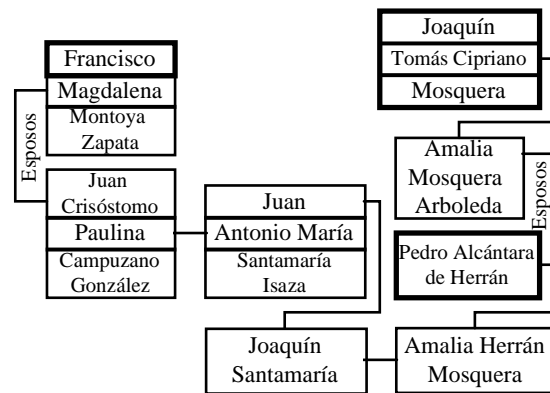 Francisco
Magdalena
Montoya
Zapata
Esposos
Juan
Crisóstomo
Paulina
Campuzano
González
Juan
Antonio María
Santamaría
Isaza
Joaquín
Tomás Cipriano
Mosquera
Amalia
Mosquera
Arboleda
Esposos
Pedro Alcántara
de Herrán
Joaquín
Santamaría
Amalia Herrán
Mosquera